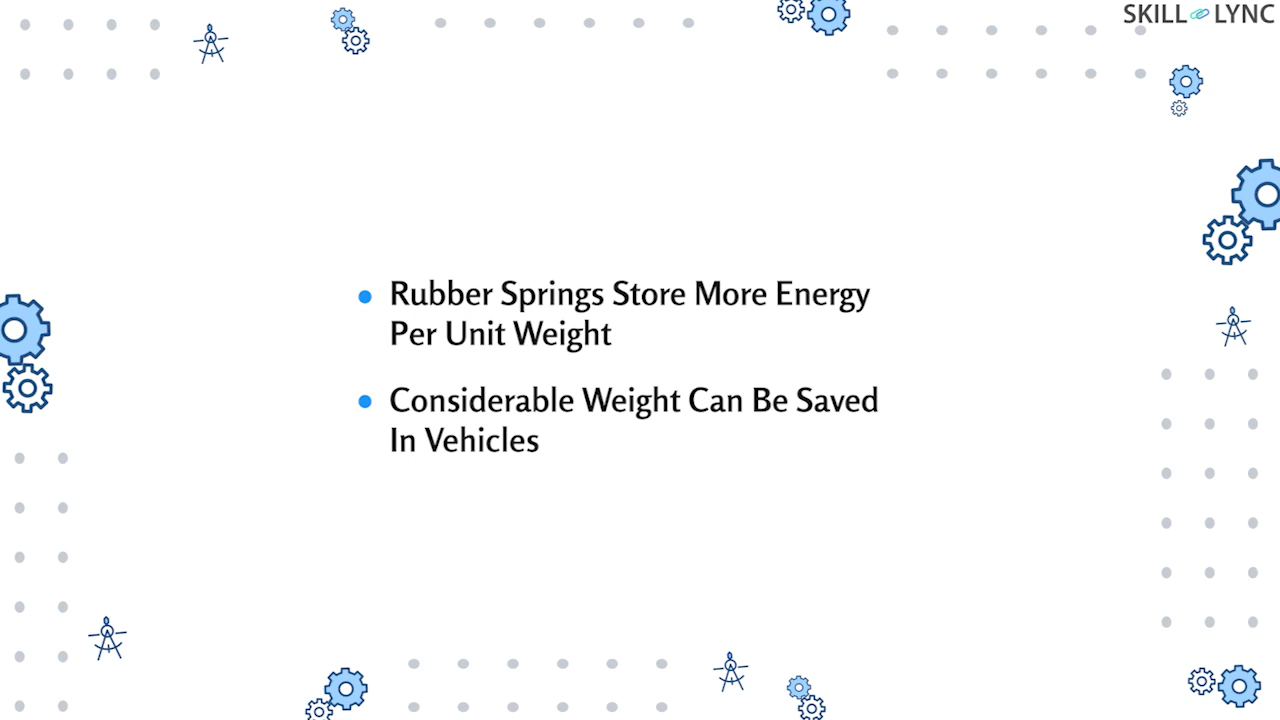 SKILL LYNC
Rubber Springs Store More Energy
Per Unit Weight
Considerable Weight Can Be Saved
In Vehicles